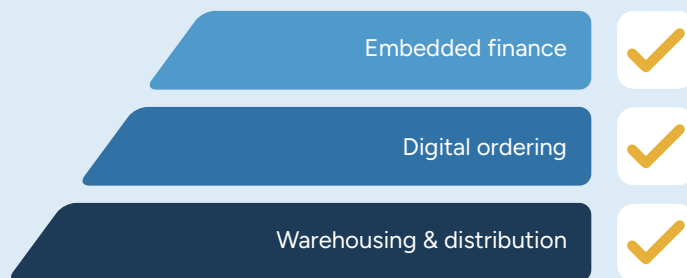 Embedded finance
Digital ordering
Warehousing & distribution